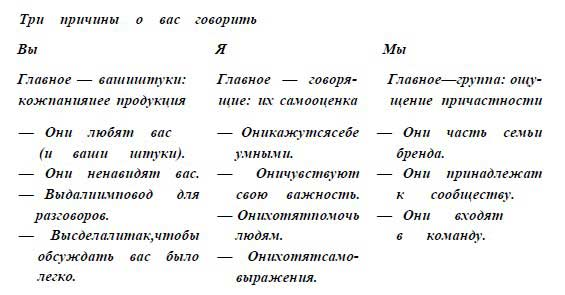 Три причины о вас говорить
Вы
Главное — вашиштуки:
кожпанияиее продукция
— Они любят вас
(и ваши штуки).
— Они ненавидят вас.
— Выдалиимповод для
разговоров.
— Высделалитак,чтобы
обсуждать вас было
легко.
Я
Главное — говоря-
щие: их самооценка
— Оникажутсясебе
умными.
— Оничувствуют
свою важность.
— Онихотятпомочь
людям.
— Онихотятсамо-
выражения.
Мы
Главное—группа: ощу-
щение причастности
— Они часть семьи
бренда.
— Они принадлежат
к сообществу.
— Они входят
в команду.